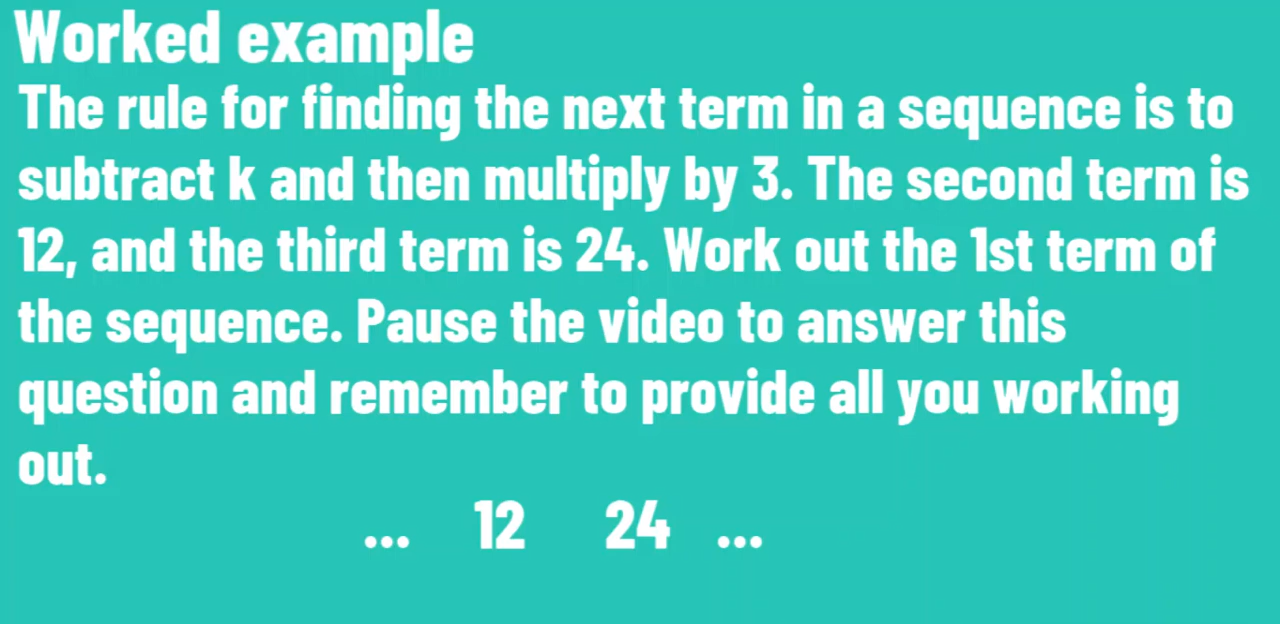 Worked example
The rule for finding the next term in a sequence is to
subtract k and then multiply by 3. The second term is
12, and the third term is 24. Work out the 1st term of
the sequence. Pause the video to answer this
question and remember to provide all you working
out.
... 12 24 ...